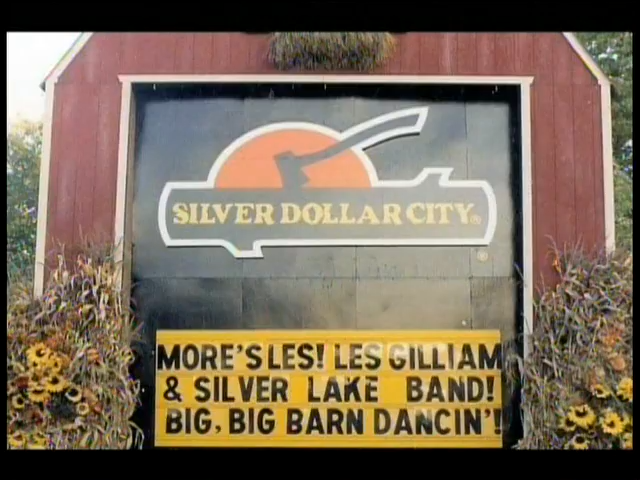 SILVER DOLLAR CITY®
MORE'S LES! LES GILLIAM
& SILVER LAKE BAND!
BIG, BIG BARN DANCIN'!